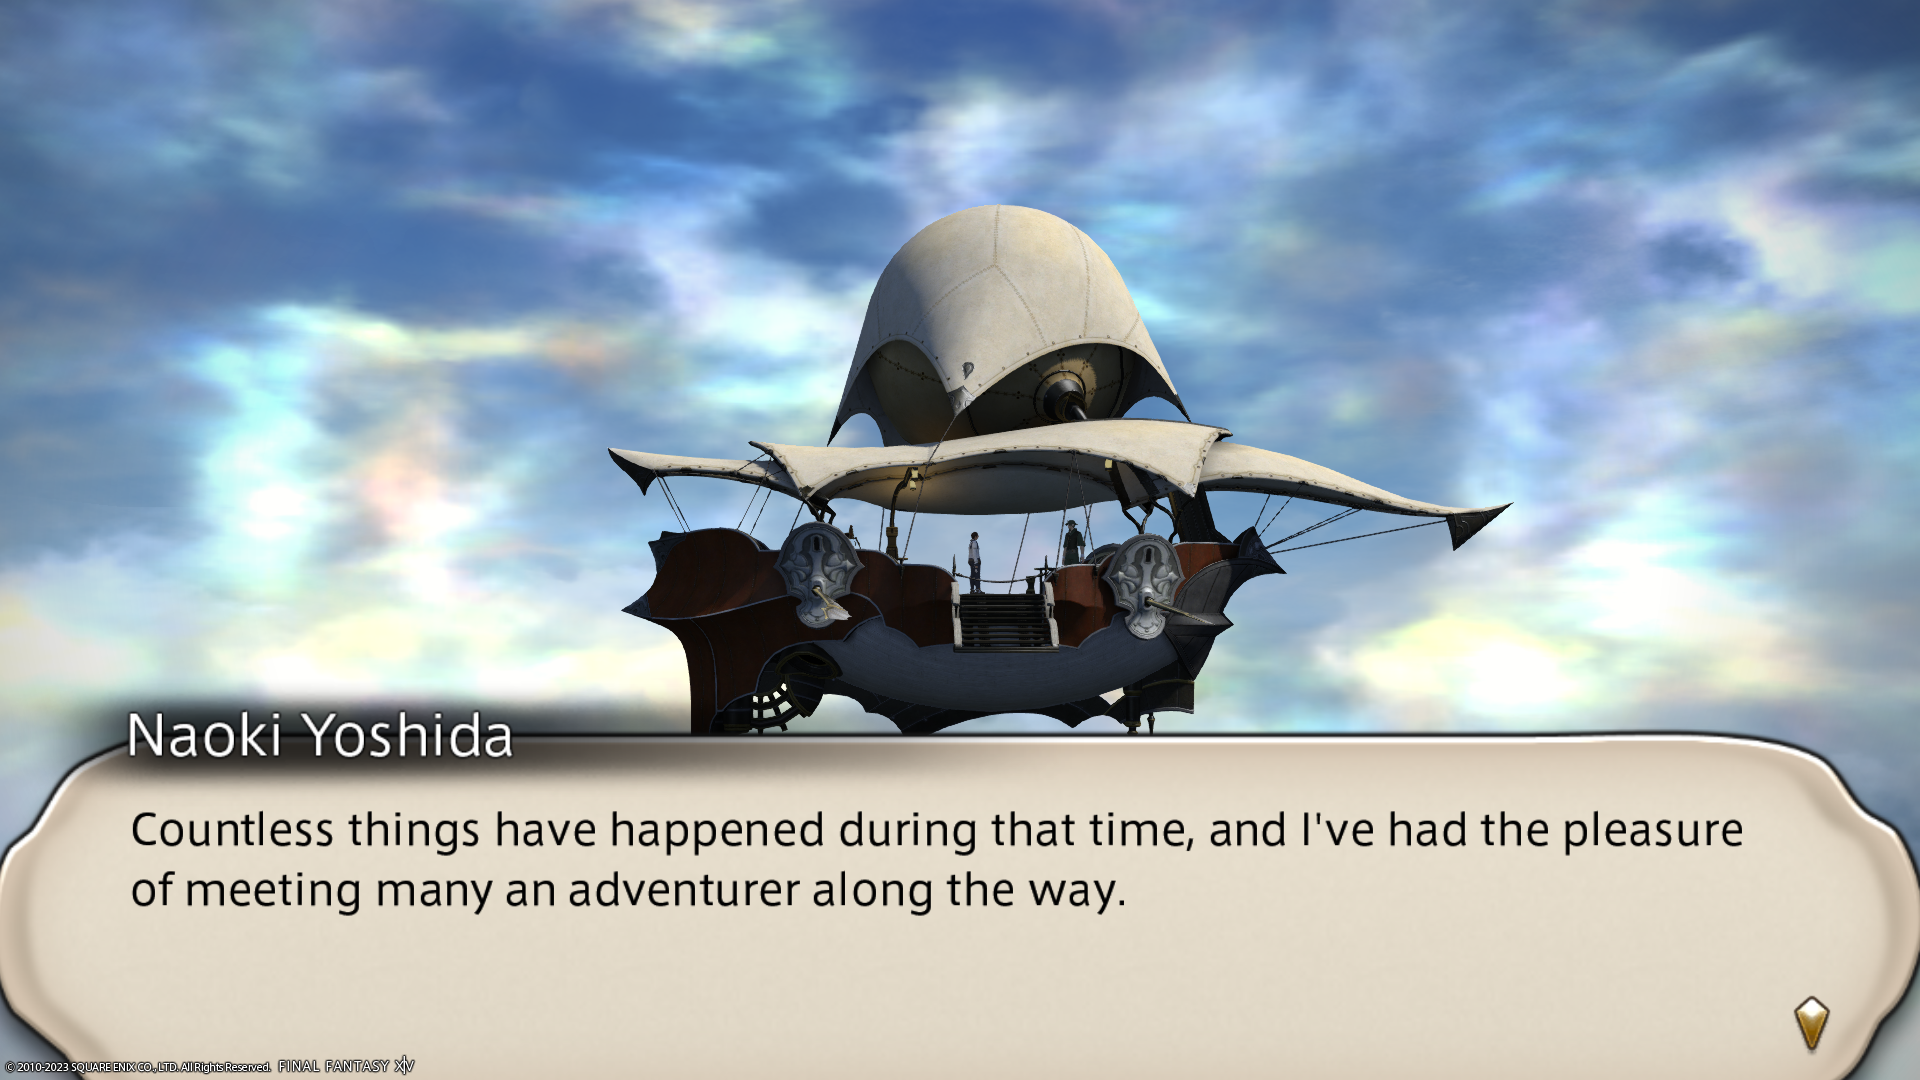 Naoki Yoshida
Countless things have happened during that time, and I've had the pleasure
of meeting many an adventurer along the way.
© 2010-2023 SQUARE ENIX CO., LTD. All Rights Reserved. FINAL FANTASY XIV